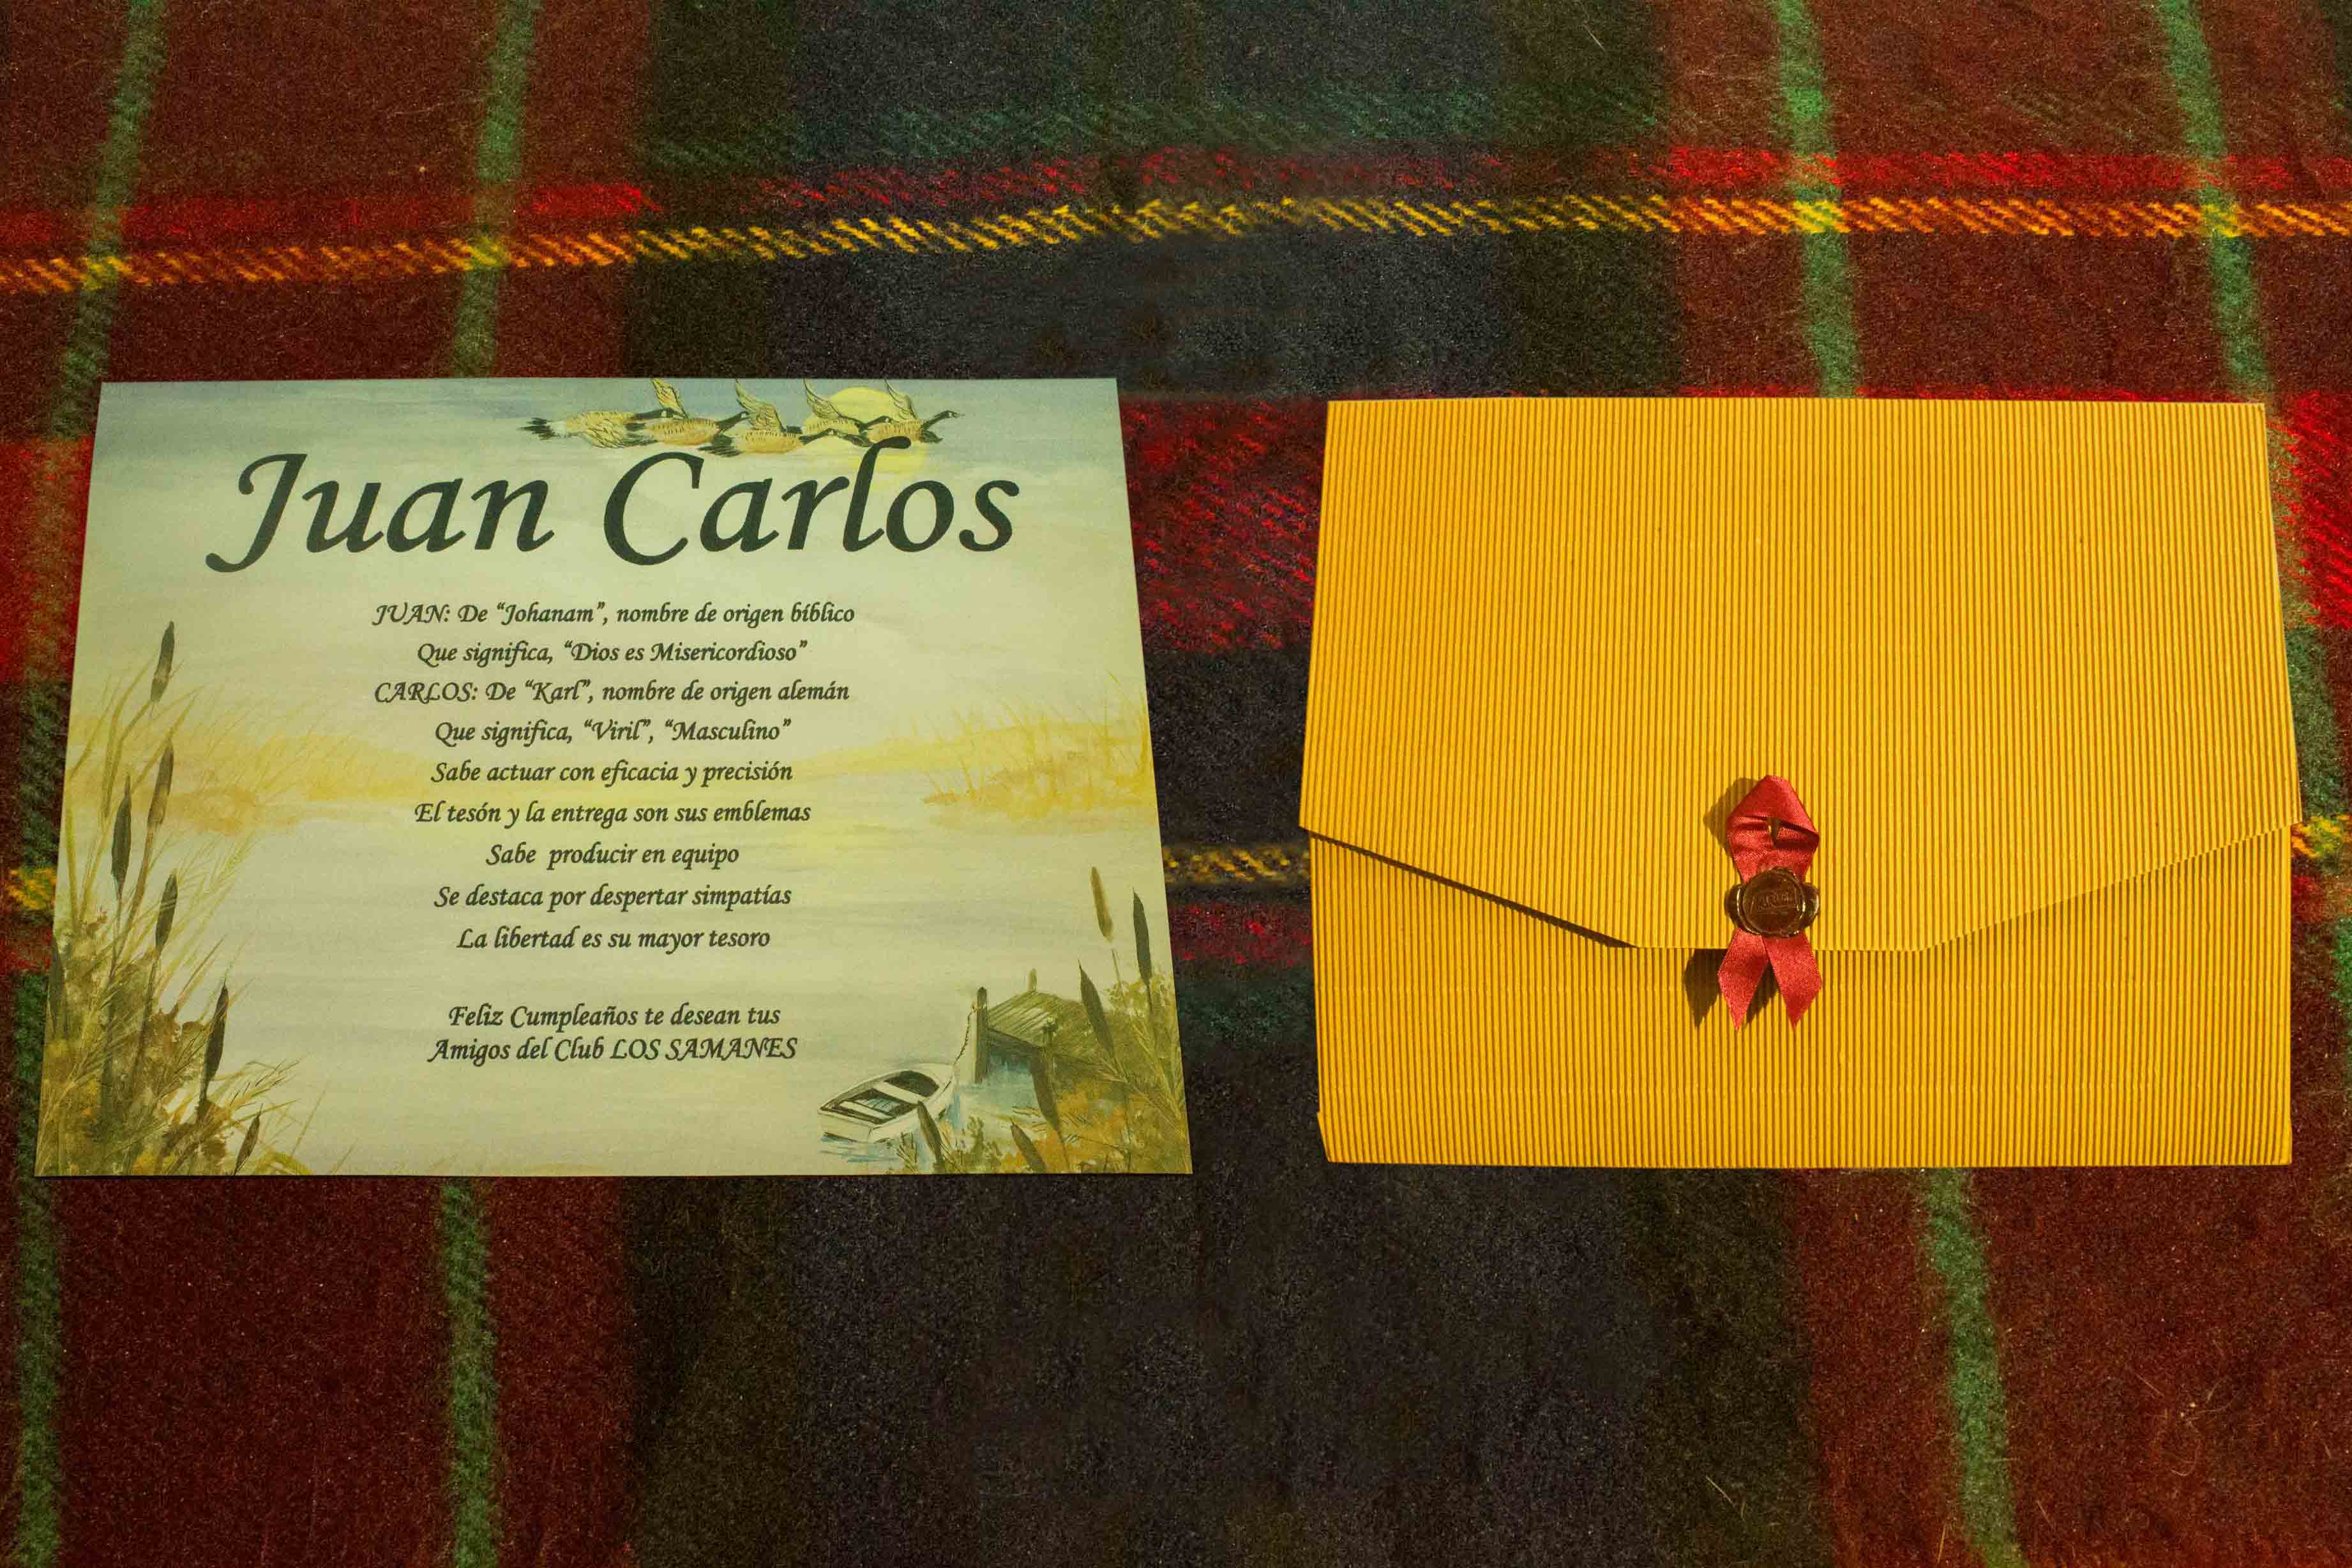 Juan Carlos
JUAN: De “Johanam”, nombre de origen bíblico
Que significa, “Dios es Misericordioso”
CARLOS: De “Karl”, nombre de origen alemán
Que significa, “Viril”, “Masculino”
Sabe actuar con eficacia y precisión
El tesón y la entrega son sus emblemas
Sabe producir en equipo
Se destaca por despertar simpatías
La libertad es su mayor tesoro
Feliz Cumpleaños te desean tus
Amigos del Club LOS SAMANES